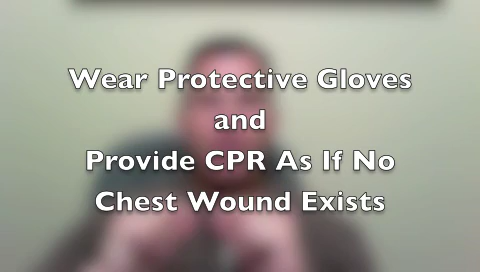 Wear Protective Gloves
and
Provide CPR As If No
Chest Wound Exists